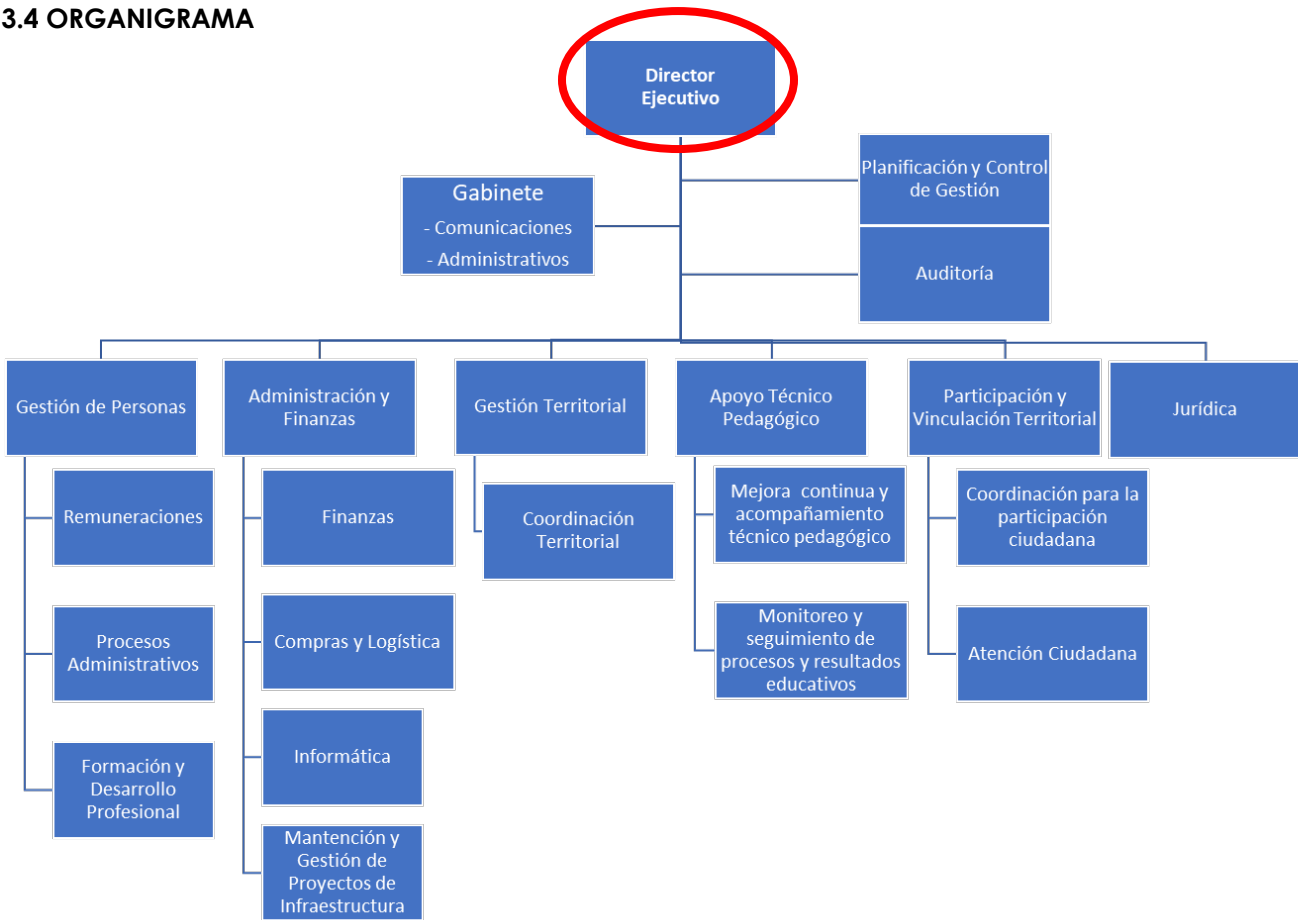 3.4 ORGANIGRAMA
Director
Ejecutivo
Planificación y Control
de Gestión
Gabinete
- Comunicaciones
- Administrativos
Auditoría
Gestión de Personas
Administración y
Finanzas
Gestión Territorial
Apoyo Técnico
Pedagógico
Participación y
Vinculación Territorial
Jurídica
Remuneraciones
Procesos
Administrativos
Formación y
Desarrollo
Profesional
Finanzas
Compras y Logística
Informática
Mantención y
Gestión de
Proyectos de
Infraestructura
Coordinación
Territorial
Mejora  continua y
acompañamiento
técnico pedagógico
Monitoreo y
seguimiento de
procesos y resultados
educativos
Coordinación para la
participación
ciudadana
Atención Ciudadana